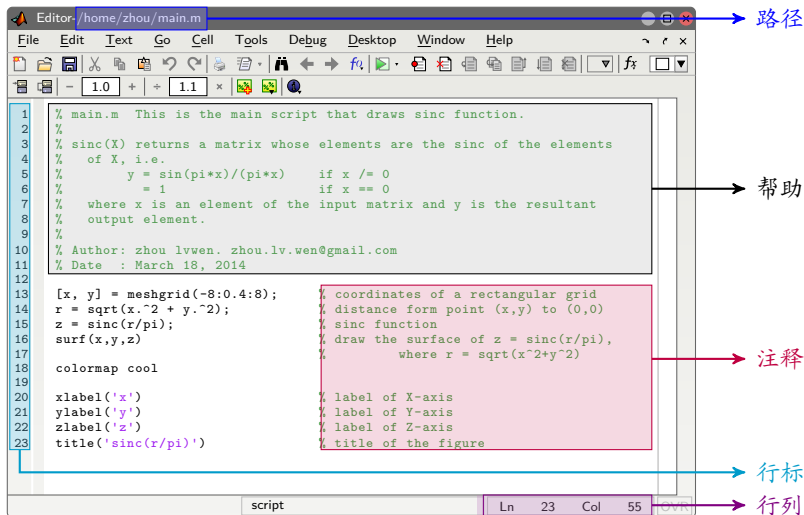 Editor-/home/zhou/main.m 路径
File Edit Text Go Cell Tools Debug Desktop Window Help
- 1.0 + ÷ 1.1 ×
1 % main.m  This is the main script that draws sinc function.
2 %
3 % sinc(X) returns a matrix whose elements are the sinc of the elements
4 %   of X, i.e.
5 %        y = sin(pi*x)/(pi*x)    if x /= 0
6 %          = 1                   if x == 0 帮助
7 %   where x is an element of the input matrix and y is the resultant
8 %   output element.
9 %
10 % Author: zhou lvwen. zhou.lv.wen@gmail.com
11 % Date  : March 18, 2014
12
13 [x, y] = meshgrid(-8:0.4:8);     % coordinates of a rectangular grid
14 r = sqrt(x.^2 + y.^2);           % distance form point (x,y) to (0,0)
15 z = sinc(r/pi);                  % sinc function
16 surf(x,y,z)                      % draw the surface of z = sinc(r/pi),
17                                  %         where r = sqrt(x^2+y^2)
18 colormap cool 注释
19
20 xlabel('x')                      % label of X-axis
21 ylabel('y')                      % label of Y-axis
22 zlabel('z')                      % label of Z-axis
23 title('sinc(r/pi)')              % title of the figure
行标
script Ln 23 Col 55 OVR 行列